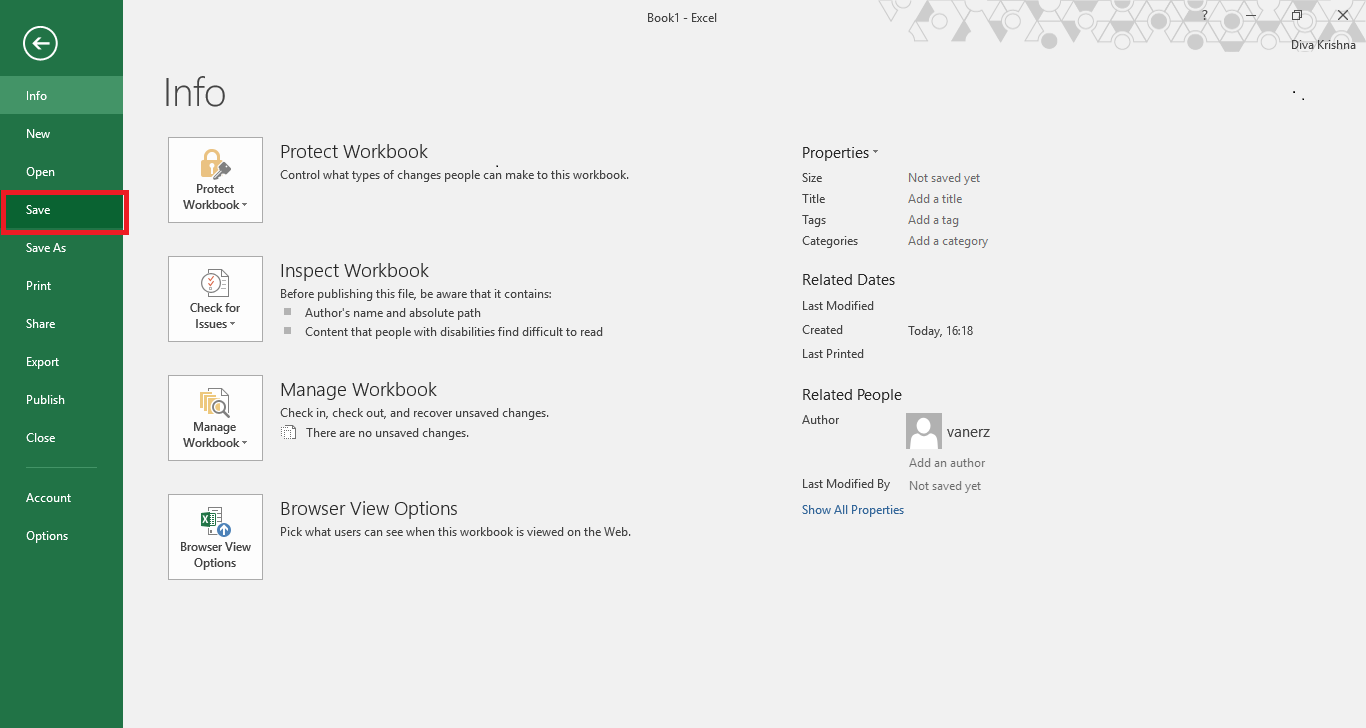 Book1 - Excel
?
Diva Krishna
Info
New
Open
Save
Save As
Print
Share
Export
Publish
Close
Account
Options
Info
Protect
Workbook
Protect Workbook
Control what types of changes people can make to this workbook.
Check for
Issues
Inspect Workbook
Before publishing this file, be aware that it contains:
Author's name and absolute path
Content that people with disabilities find difficult to read
Manage
Workbook
Manage Workbook
Check in, check out, and recover unsaved changes.
There are no unsaved changes.
Browser View
Options
Browser View Options
Pick what users can see when this workbook is viewed on the Web.
Properties
Size Not saved yet
Title Add a title
Tags Add a tag
Categories Add a category
Related Dates
Last Modified
Created Today, 16:18
Last Printed
Related People
Author vanerz
Add an author
Last Modified By Not saved yet
Show All Properties